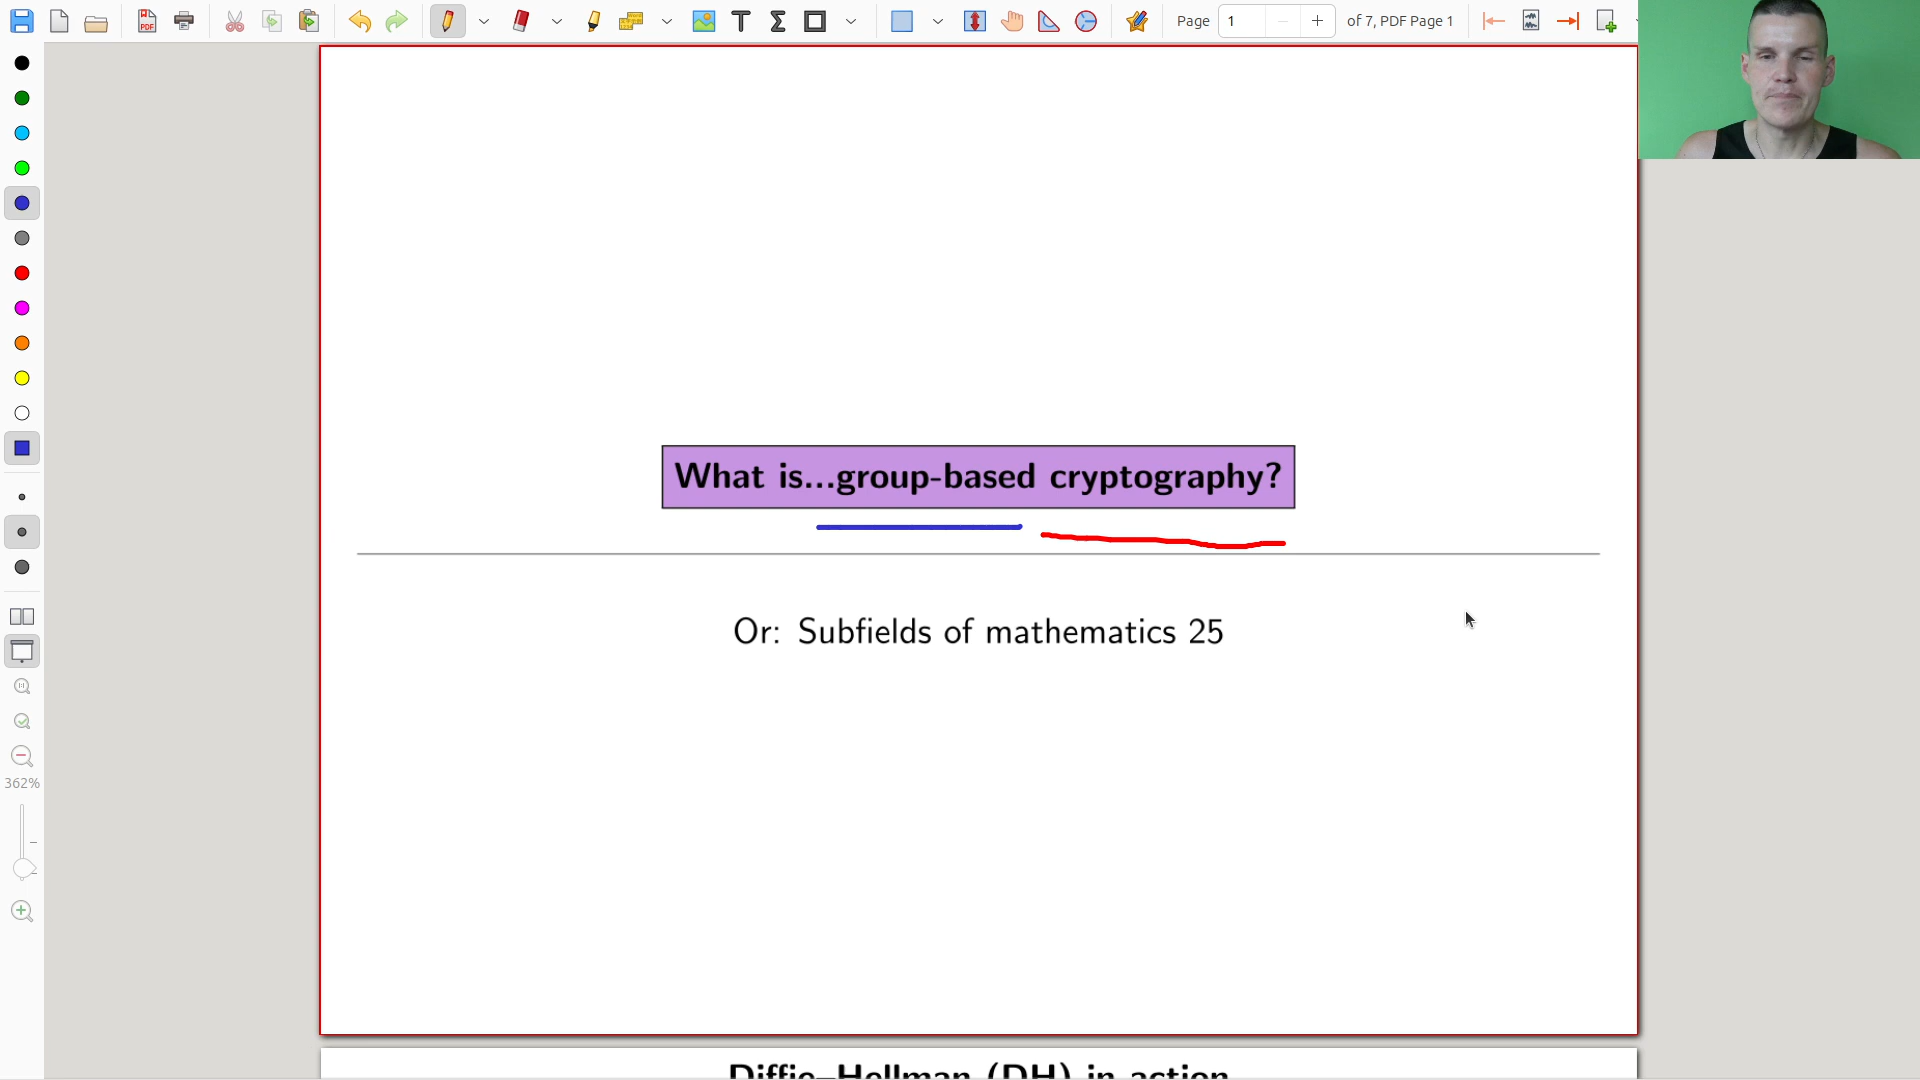 Page 1 of 7, PDF Page 1
What is...group-based cryptography?
Or: Subfields of mathematics 25
362%
Diffie–Hellman (DH) in action